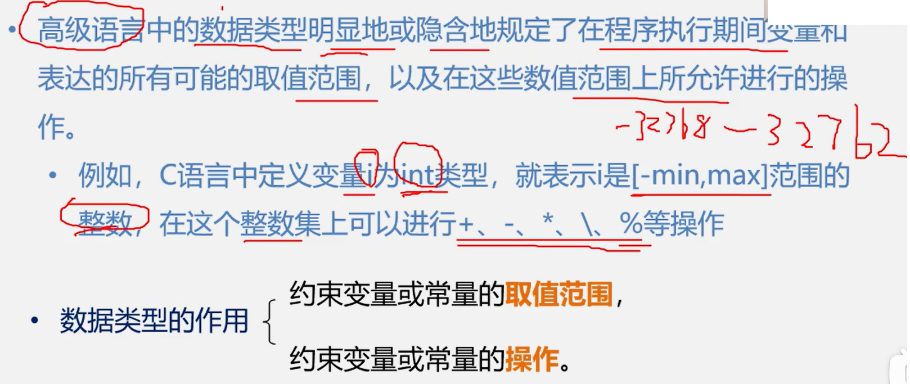 • 高级语言中的数据类型明显地或隐含地规定了在程序执行期间变量和
表达的所有可能的取值范围，以及在这些数值范围上所允许进行的操
作。
-32768 — 32762
• 例如，C语言中定义变量i为int类型，就表示i是[-min,max]范围的
整数，在这个整数集上可以进行+、-、*、\、%等操作
• 数据类型的作用
约束变量或常量的取值范围，
约束变量或常量的操作。